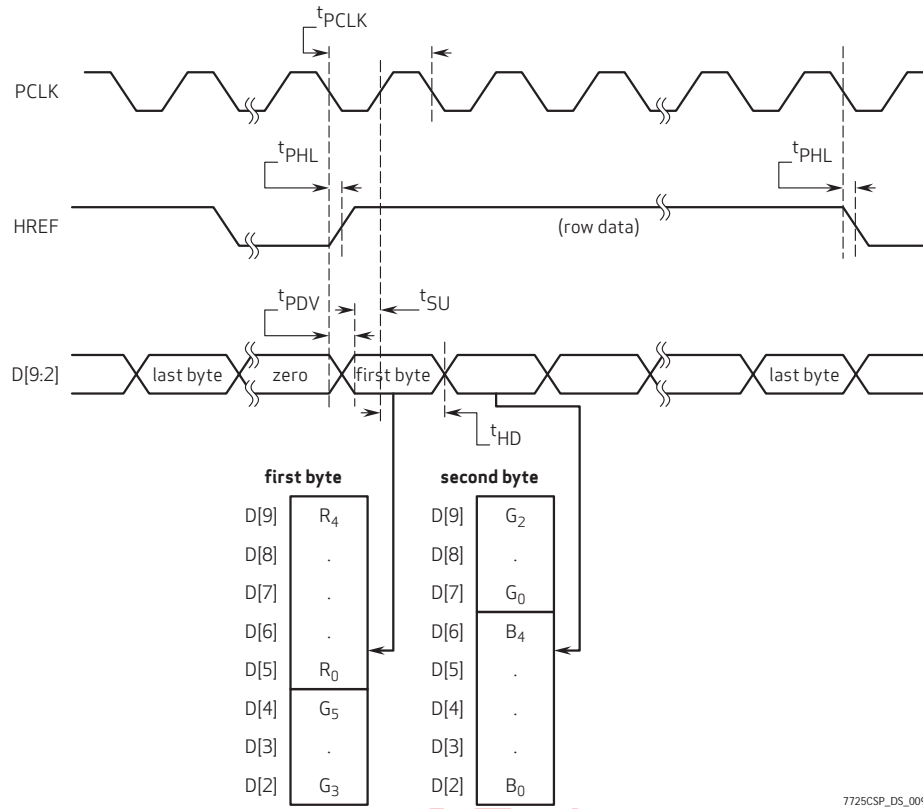 tPCLK
PCLK
tPHL
tPHL
HREF
(row data)
tPDV
tSU
D[9:2]
last byte
zero
first byte
last byte
tHD
first byte
second byte
D[9] R4
D[8] .
D[7] .
D[6] .
D[5] R0
D[4] G5
D[3] .
D[2] G3
D[9] G2
D[8] .
D[7] G0
D[6] B4
D[5] .
D[4] .
D[3] .
D[2] B0